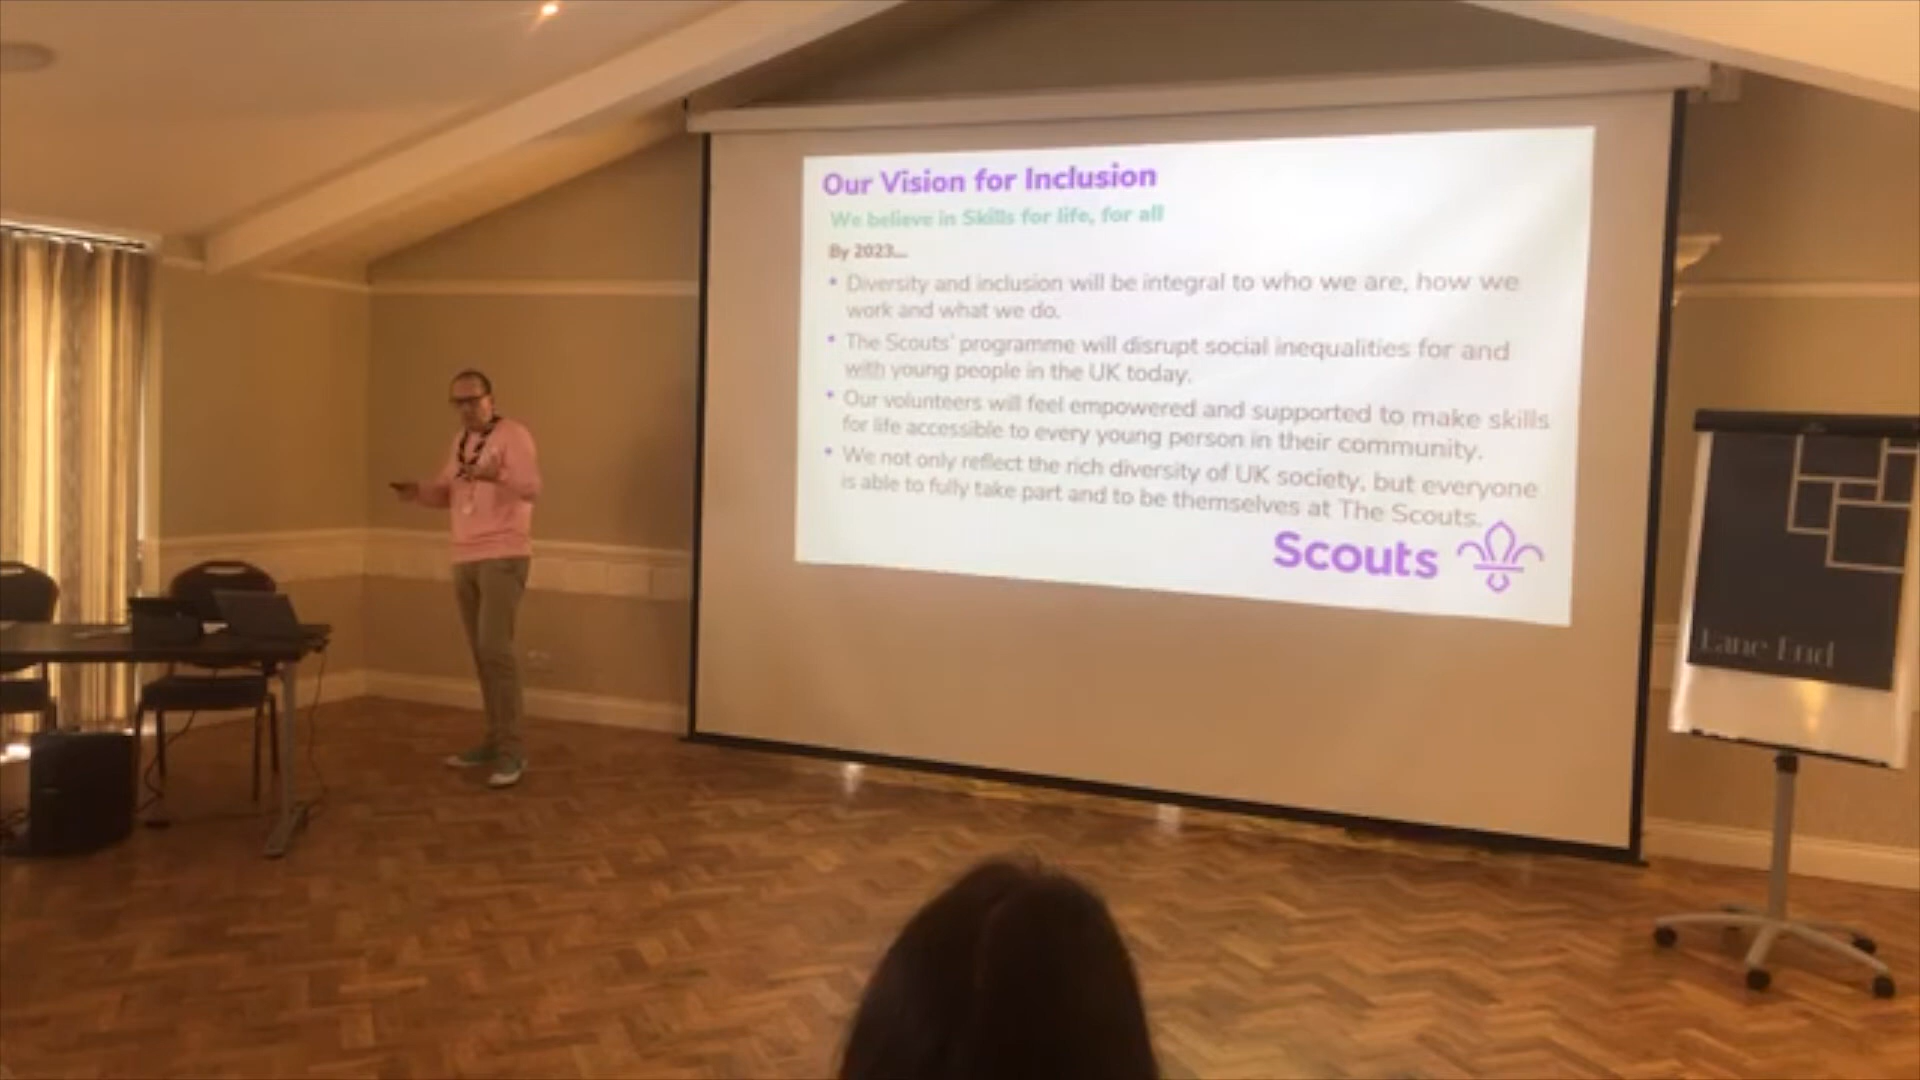 Our Vision for Inclusion
We believe in Skills for life, for all
By 2023...
• Diversity and inclusion will be integral to who we are, how we
work and what we do.
• The Scouts' programme will disrupt social inequalities for and
with young people in the UK today.
• Our volunteers will feel empowered and supported to make skills
for life accessible to every young person in their community.
• We not only reflect the rich diversity of UK society, but everyone
is able to fully take part and to be themselves at The Scouts.
Scouts
Lane End